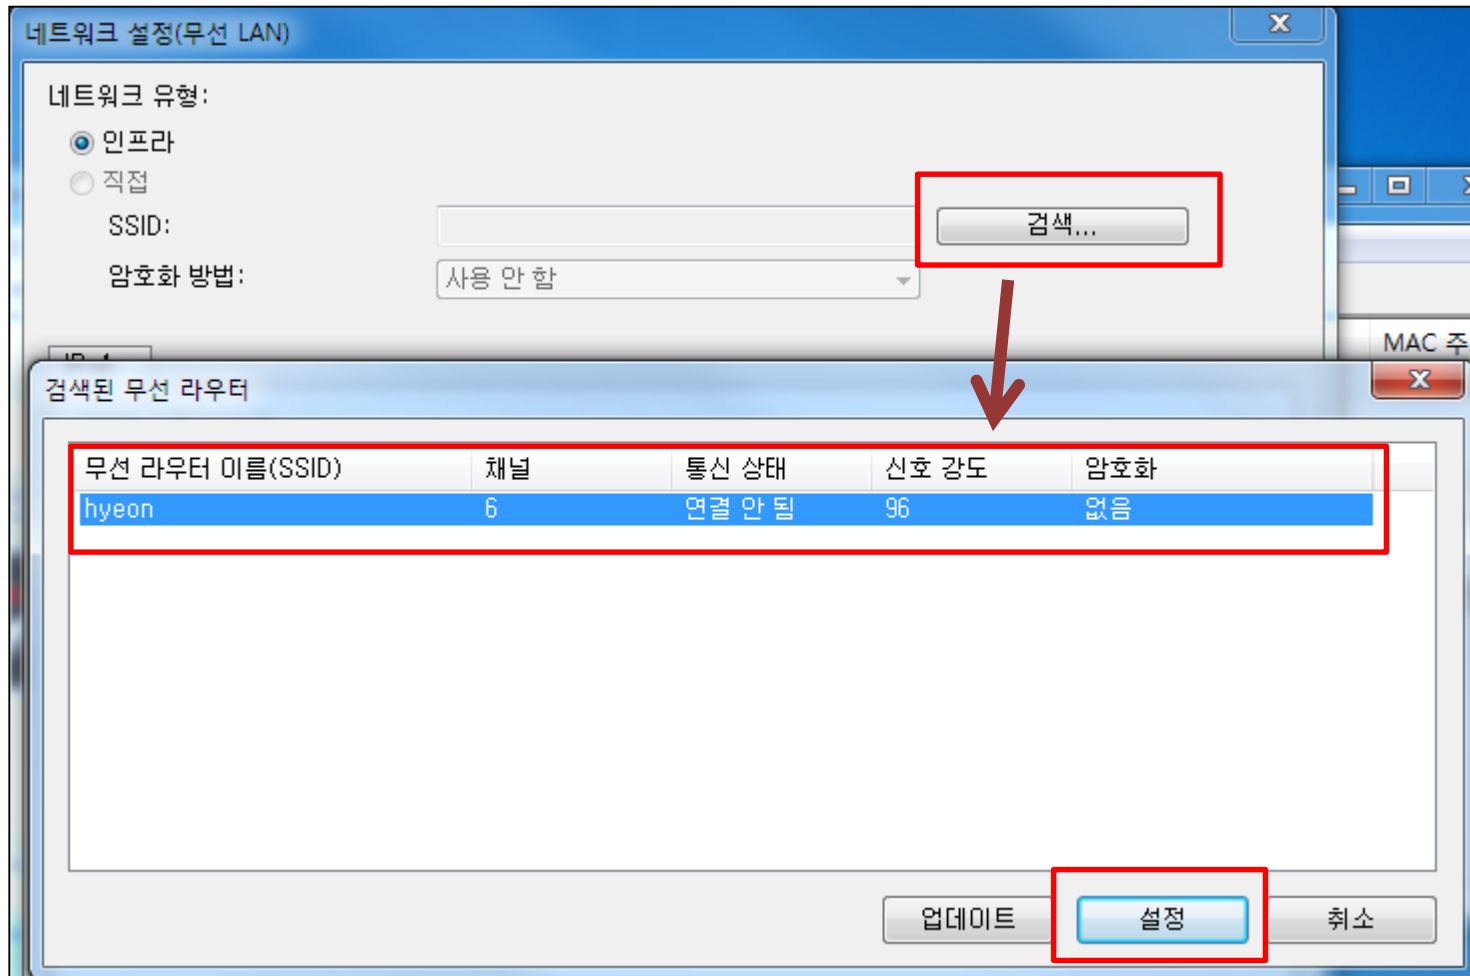 네트워크 설정(무선 LAN)
네트워크 유형:
인프라
직접
SSID:
검색...
암호화 방법:
사용 안 함
MAC 주
검색된 무선 라우터
무선 라우터 이름(SSID) 채널 통신 상태 신호 강도 암호화
hyeon 6 연결 안 됨 96 없음
업데이트 설정 취소